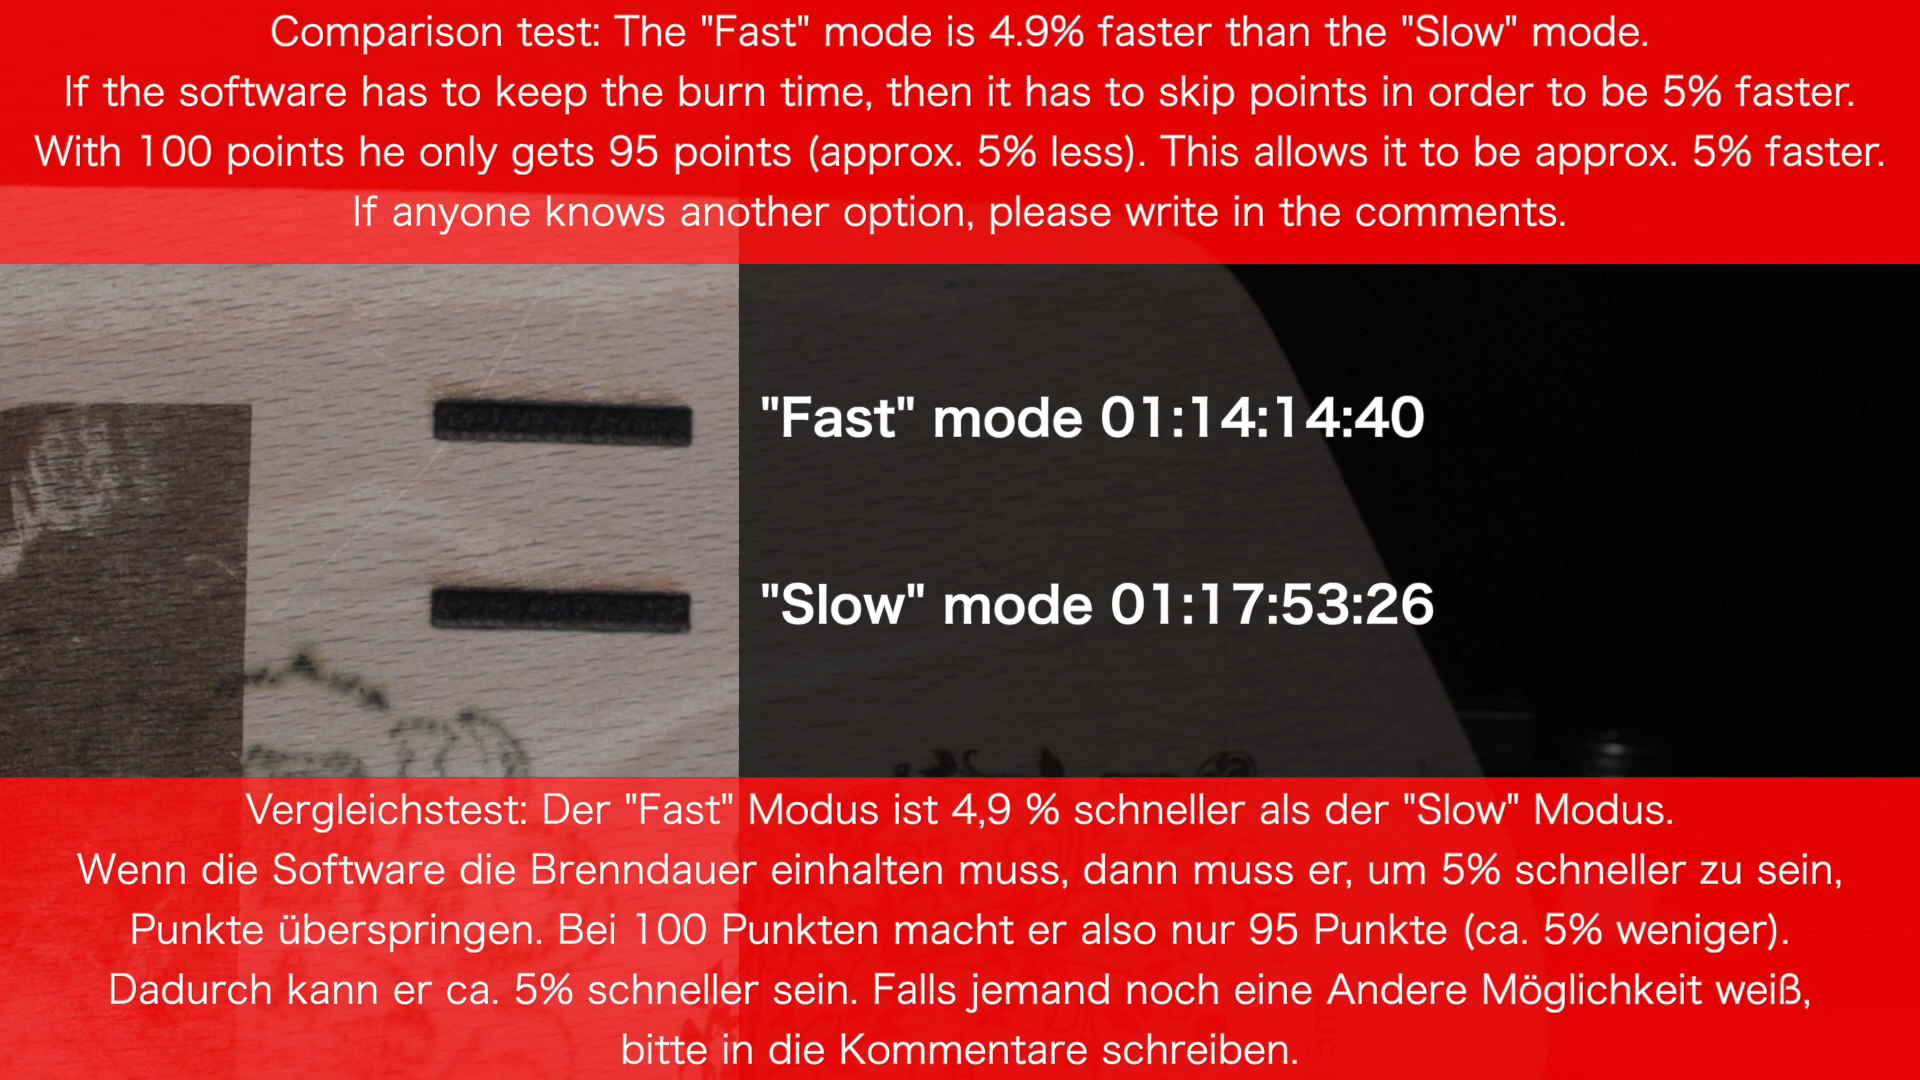 Comparison test: The "Fast" mode is 4.9% faster than the "Slow" mode.
If the software has to keep the burn time, then it has to skip points in order to be 5% faster.
With 100 points he only gets 95 points (approx. 5% less). This allows it to be approx. 5% faster.
If anyone knows another option, please write in the comments.
"Fast" mode 01:14:14:40
"Slow" mode 01:17:53:26
Vergleichstest: Der "Fast" Modus ist 4,9 % schneller als der "Slow" Modus.
Wenn die Software die Brenndauer einhalten muss, dann muss er, um 5% schneller zu sein,
Punkte überspringen. Bei 100 Punkten macht er also nur 95 Punkte (ca. 5% weniger).
Dadurch kann er ca. 5% schneller sein. Falls jemand noch eine Andere Möglichkeit weiß,
bitte in die Kommentare schreiben.